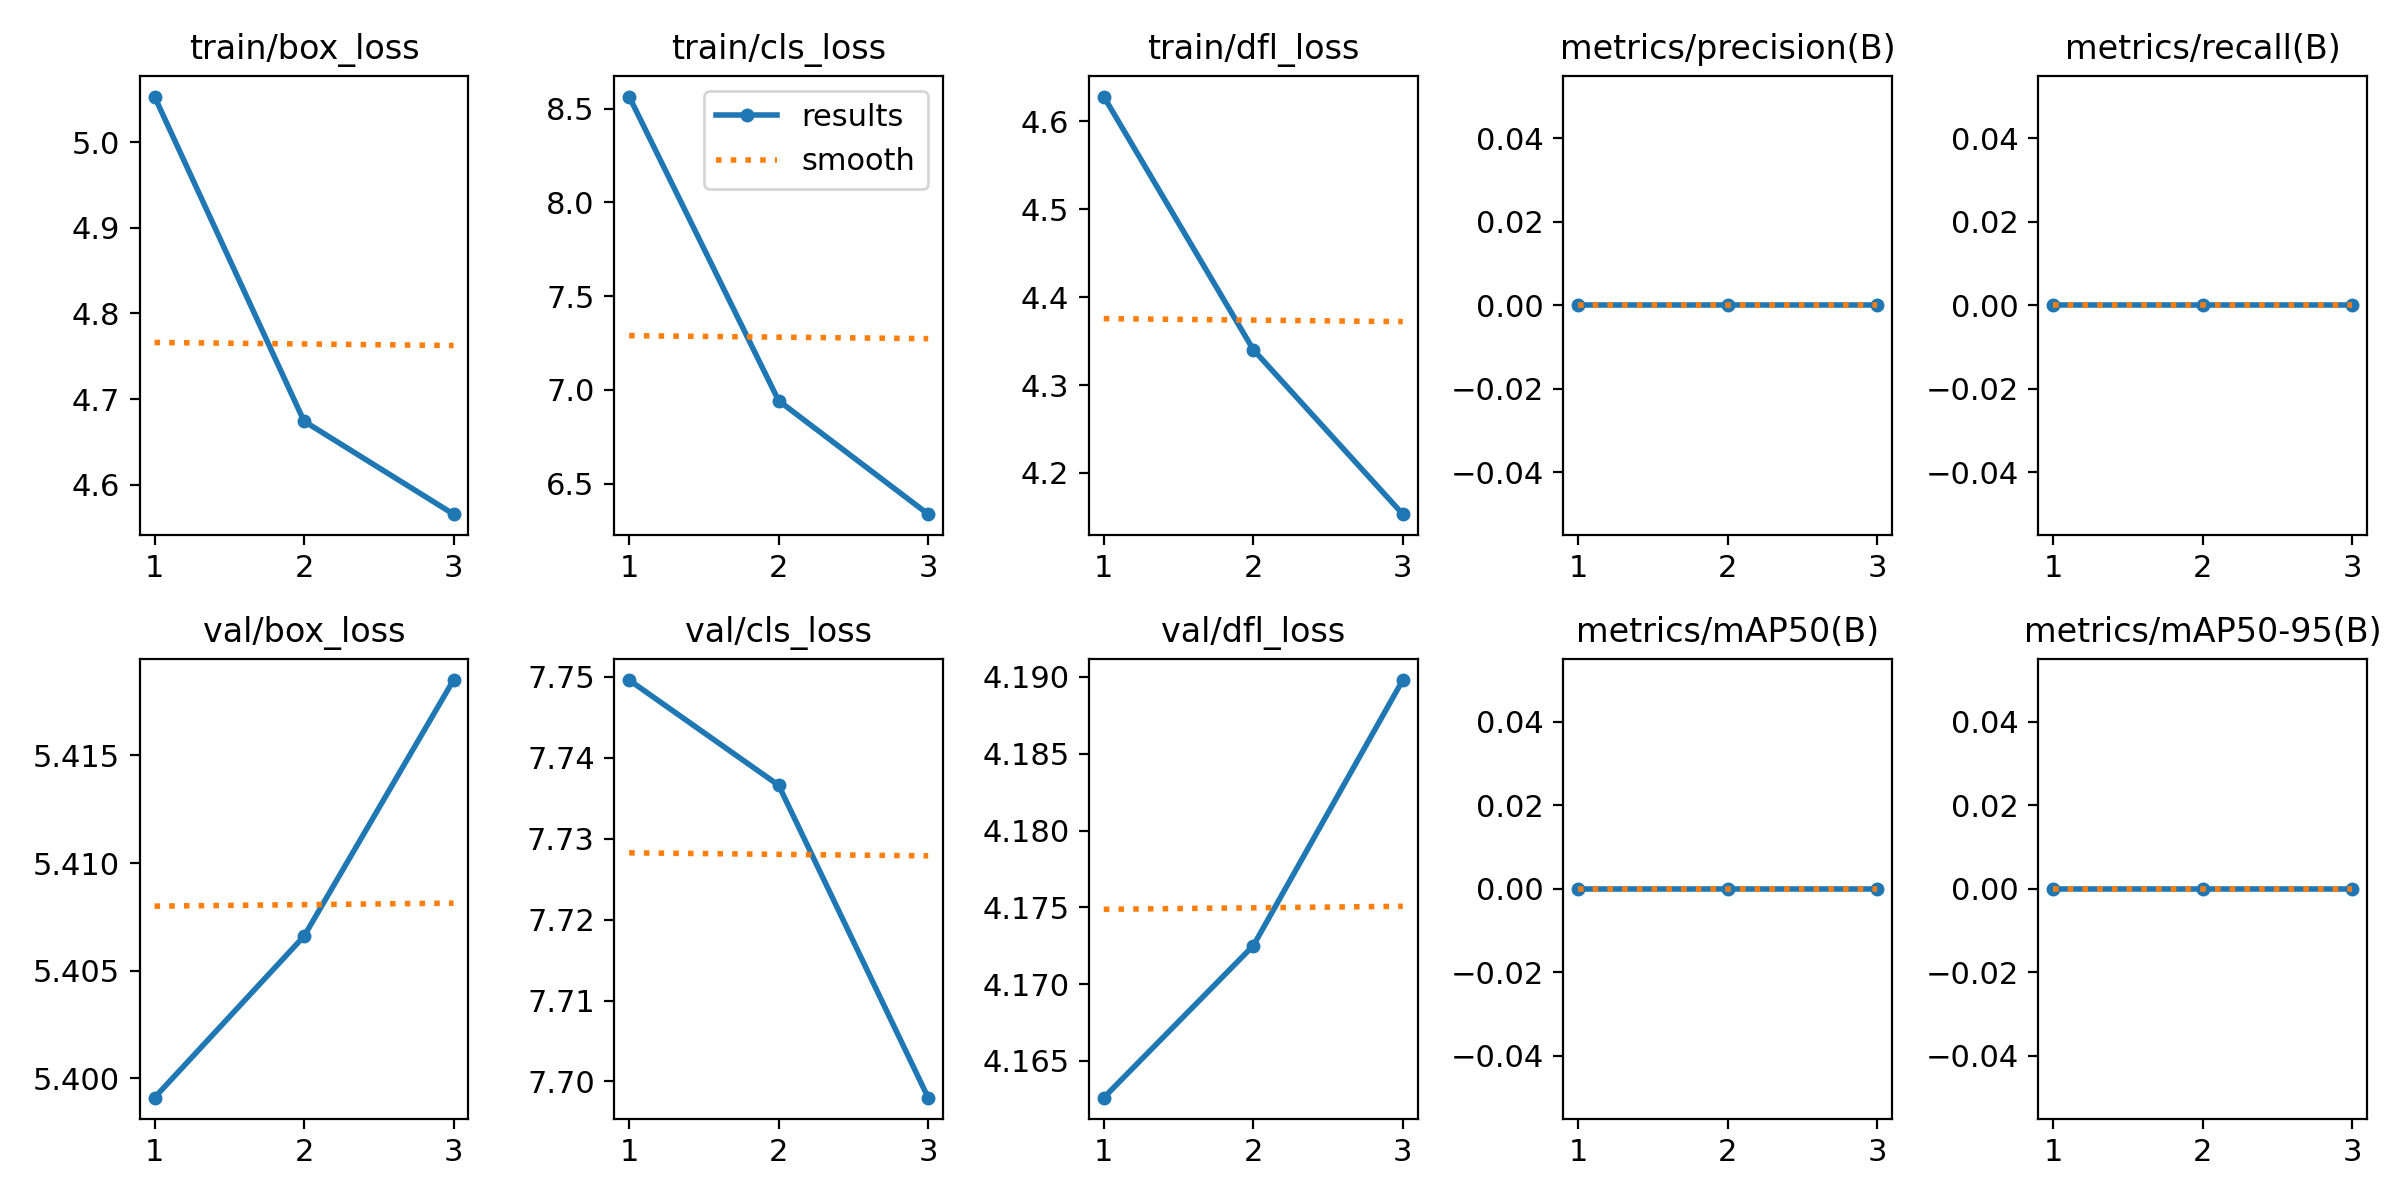 train/box_loss
5.0
4.9
4.8
4.7
4.6
1 2 3
train/cls_loss
results
smooth
8.5
8.0
7.5
7.0
6.5
1 2 3
train/dfl_loss
4.6
4.5
4.4
4.3
4.2
1 2 3
metrics/precision(B)
0.04
0.02
0.00
−0.02
−0.04
1 2 3
metrics/recall(B)
0.04
0.02
0.00
−0.02
−0.04
1 2 3
val/box_loss
5.415
5.410
5.405
5.400
1 2 3
val/cls_loss
7.75
7.74
7.73
7.72
7.71
7.70
1 2 3
val/dfl_loss
4.190
4.185
4.180
4.175
4.170
4.165
1 2 3
metrics/mAP50(B)
0.04
0.02
0.00
−0.02
−0.04
1 2 3
metrics/mAP50-95(B)
0.04
0.02
0.00
−0.02
−0.04
1 2 3